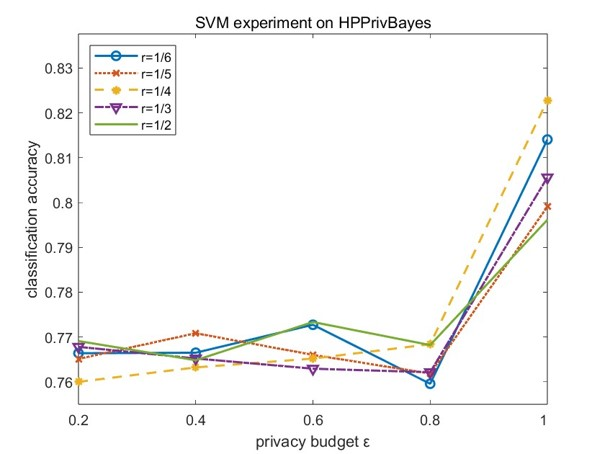 SVM experiment on HPPrivBayes
r=1/6
r=1/5
r=1/4
r=1/3
r=1/2
classification accuracy
0.83
0.82
0.81
0.8
0.79
0.78
0.77
0.76
0.2 0.4 0.6 0.8 1
privacy budget ε